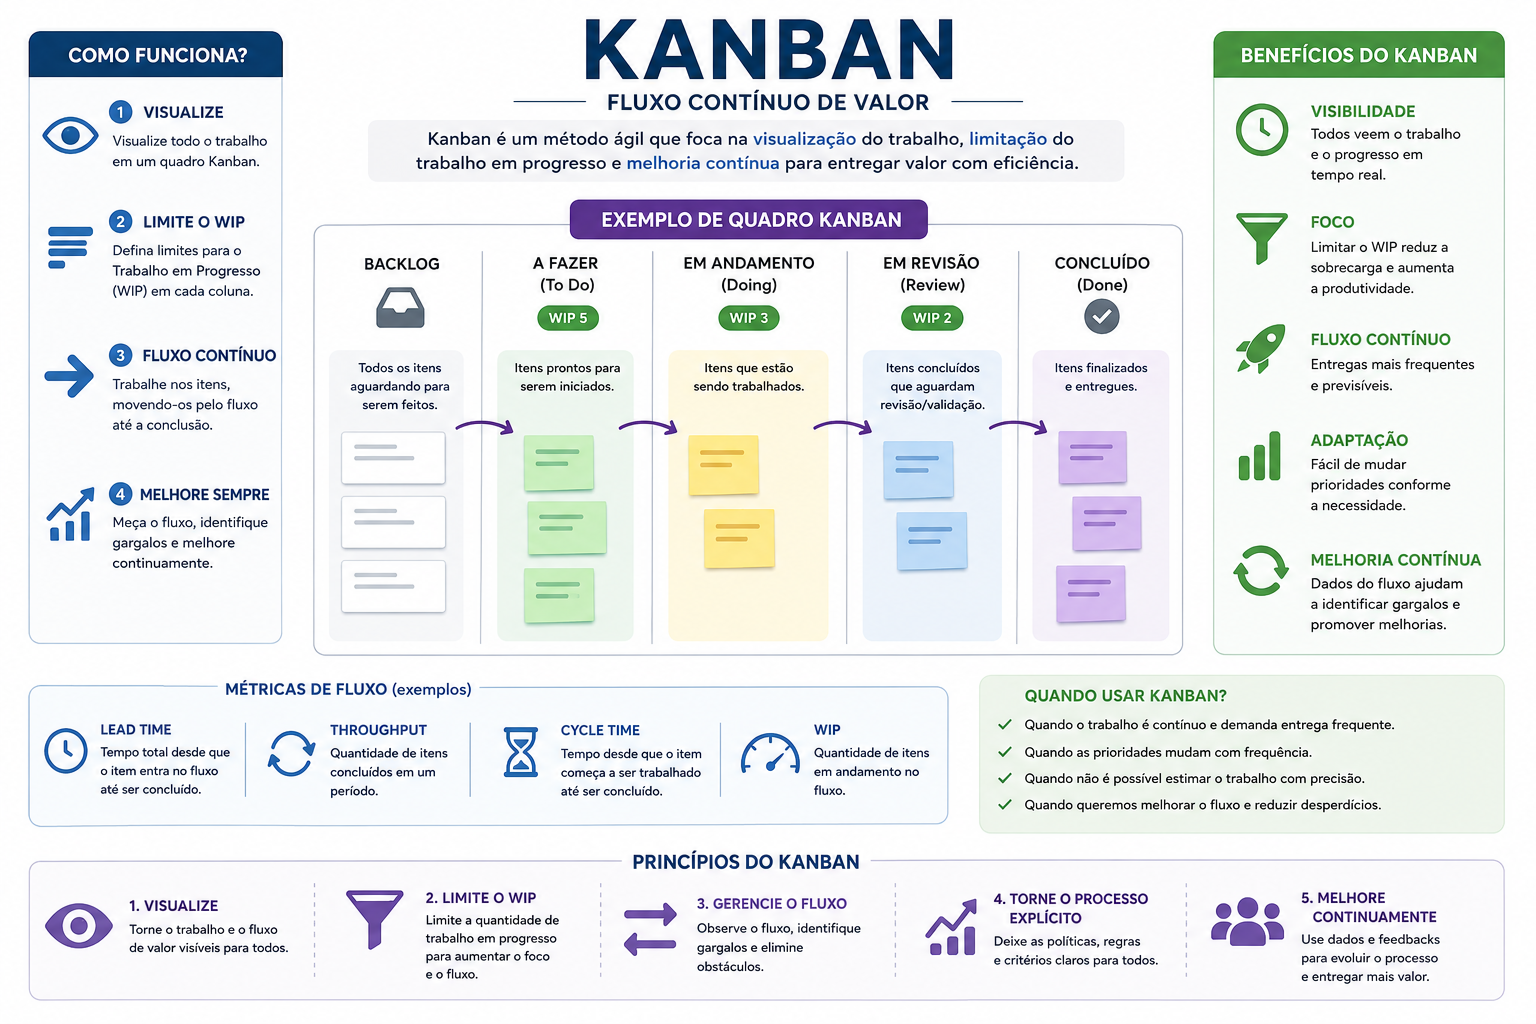 KANBAN
FLUXO CONTÍNUO DE VALOR
Kanban é um método ágil que foca na visualização do trabalho, limitação do
trabalho em progresso e melhoria contínua para entregar valor com eficiência.
COMO FUNCIONA?
1 VISUALIZE
Visualize todo o trabalho
em um quadro Kanban.
2 LIMITE O WIP
Defina limites para o
Trabalho em Progresso
(WIP) em cada coluna.
3 FLUXO CONTÍNUO
Trabalhe nos itens,
movendo-os pelo fluxo
até a conclusão.
4 MELHORE SEMPRE
Meça o fluxo, identifique
gargalos e melhore
continuamente.
EXEMPLO DE QUADRO KANBAN
BACKLOG
Todos os itens
aguardando para
serem feitos.
A FAZER
(To Do)
WIP 5
Itens prontos para
serem iniciados.
EM ANDAMENTO
(Doing)
WIP 3
Itens que estão
sendo trabalhados.
EM REVISÃO
(Review)
WIP 2
Itens concluídos
que aguardam
revisão/validação.
CONCLUÍDO
(Done)
Itens finalizados
e entregues.
BENEFÍCIOS DO KANBAN
VISIBILIDADE
Todos veem o trabalho
e o progresso em
tempo real.
FOCO
Limitar o WIP reduz a
sobrecarga e aumenta
a produtividade.
FLUXO CONTÍNUO
Entregas mais frequentes
e previsíveis.
ADAPTAÇÃO
Fácil de mudar
prioridades conforme
a necessidade.
MELHORIA CONTÍNUA
Dados do fluxo ajudam
a identificar gargalos e
promover melhorias.
MÉTRICAS DE FLUXO (exemplos)
LEAD TIME
Tempo total desde que
o item entra no fluxo
até ser concluído.
THROUGHPUT
Quantidade de itens
concluídos em um
período.
CYCLE TIME
Tempo desde que o item
começa a ser trabalhado
até ser concluído.
WIP
Quantidade de itens
em andamento no
fluxo.
QUANDO USAR KANBAN?
Quando o trabalho é contínuo e demanda entrega frequente.
Quando as prioridades mudam com frequência.
Quando não é possível estimar o trabalho com precisão.
Quando queremos melhorar o fluxo e reduzir desperdícios.
PRINCÍPIOS DO KANBAN
1. VISUALIZE
Torne o trabalho e o fluxo
de valor visíveis para todos.
2. LIMITE O WIP
Limite a quantidade de
trabalho em progresso
para aumentar o foco
e o fluxo.
3. GERENCIE O FLUXO
Observe o fluxo, identifique
gargalos e elimine
obstáculos.
4. TORNE O PROCESSO
EXPLÍCITO
Deixe as políticas, regras
e critérios claros para todos.
5. MELHORE
CONTINUAMENTE
Use dados e feedbacks
para evoluir o processo
e entregar mais valor.